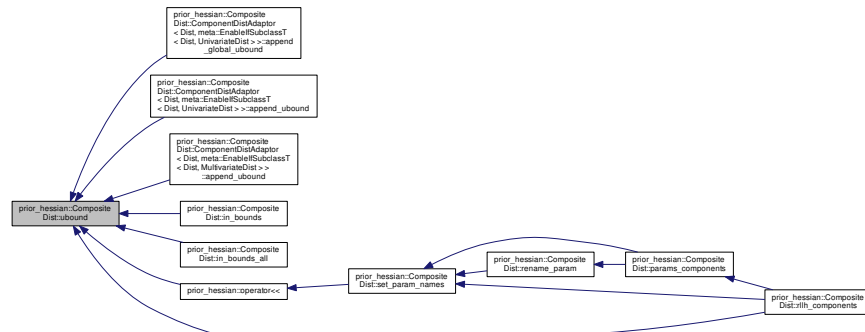 prior_hessian::Composite
Dist::ComponentDistAdaptor
< Dist, meta::EnableIfSubclassT
< Dist, UnivariateDist > >::append
_global_ubound
prior_hessian::Composite
Dist::ComponentDistAdaptor
< Dist, meta::EnableIfSubclassT
< Dist, UnivariateDist > >::append_ubound
prior_hessian::Composite
Dist::ComponentDistAdaptor
< Dist, meta::EnableIfSubclassT
< Dist, MultivariateDist > >
::append_ubound
prior_hessian::Composite
Dist::ubound
prior_hessian::Composite
Dist::in_bounds
prior_hessian::Composite
Dist::in_bounds_all
prior_hessian::operator<<
prior_hessian::Composite
Dist::set_param_names
prior_hessian::Composite
Dist::rename_param
prior_hessian::Composite
Dist::params_components
prior_hessian::Composite
Dist::rllh_components